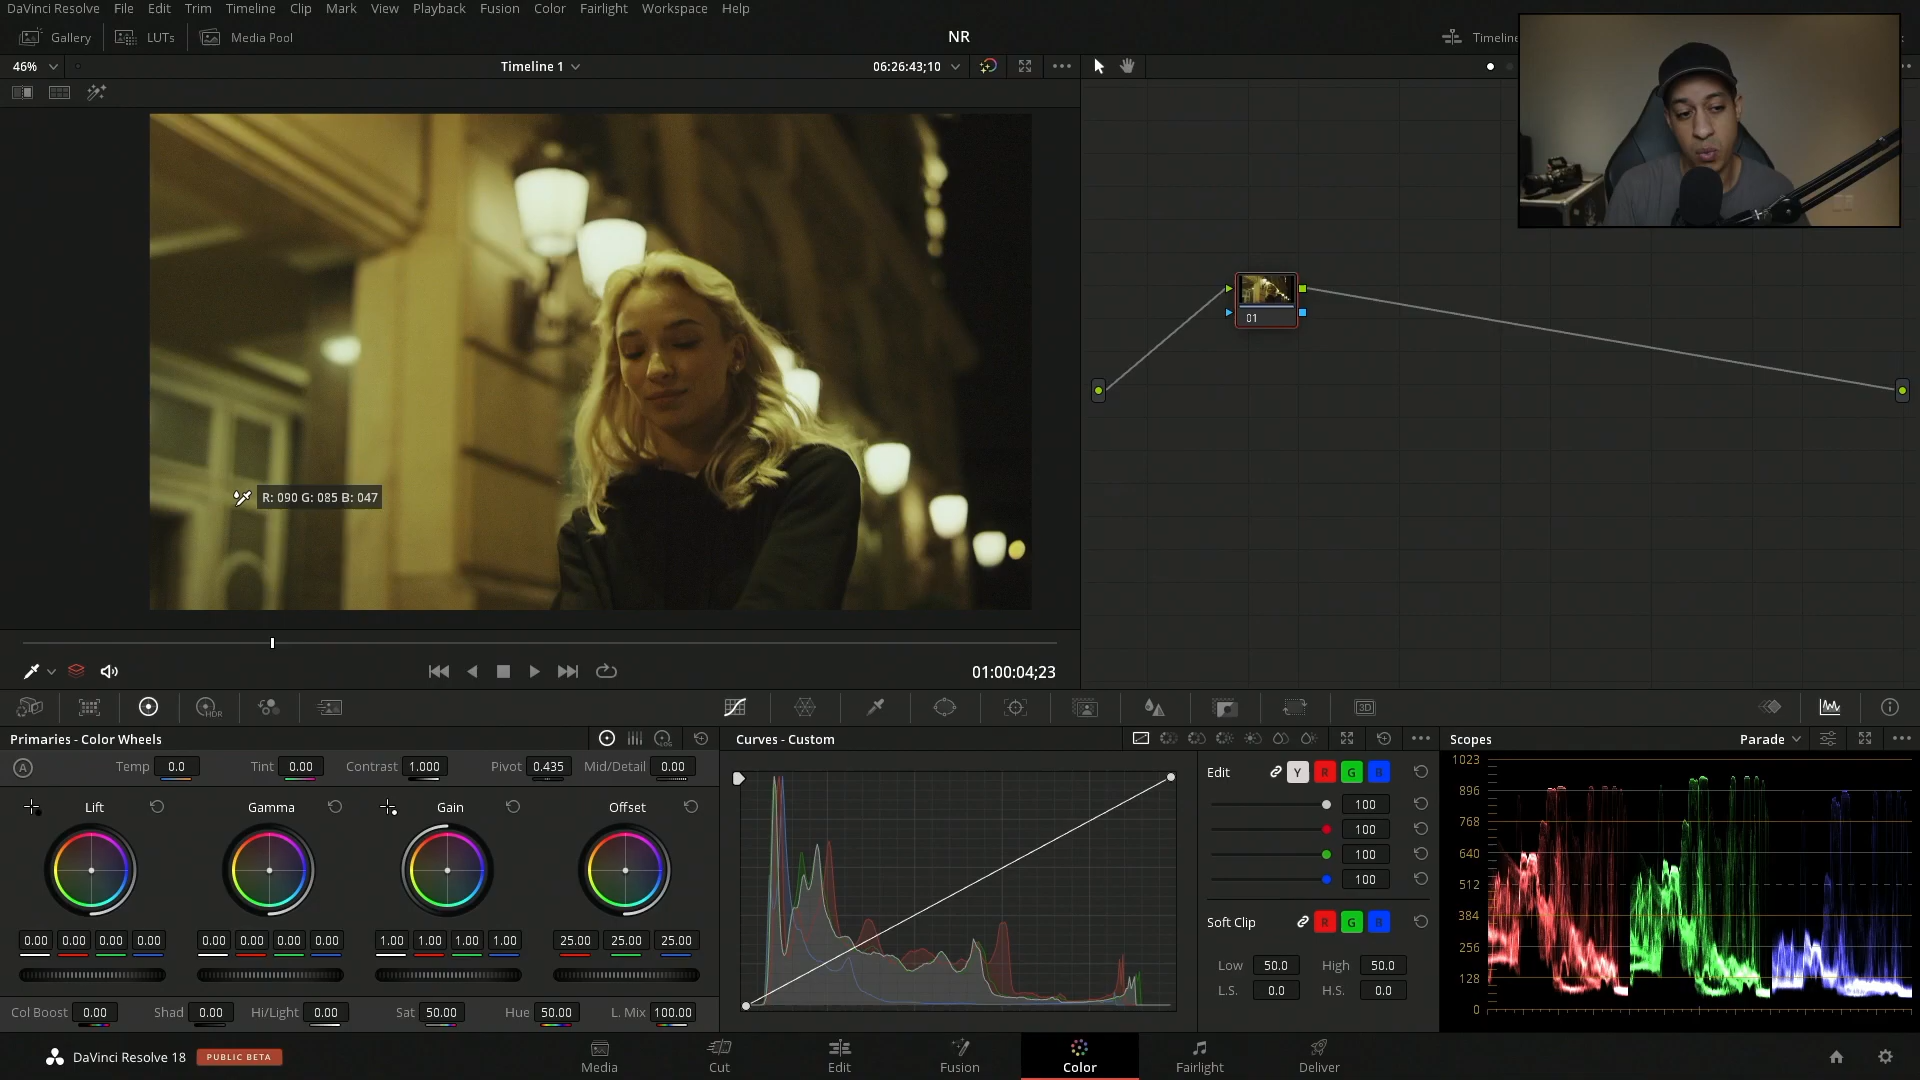 DaVinci Resolve File Edit Trim Timeline Clip Mark View Playback Fusion Color Fairlight Workspace Help
Gallery LUTs Media Pool NR Timeline
46% Timeline 1 06:26:43;10
R: 090 G: 085 B: 047
01
01:00:04;23
HDR 3D
Primaries - Color Wheels Curves - Custom Scopes Parade
A Temp 0.0 Tint 0.00 Contrast 1.000 Pivot 0.435 Mid/Detail 0.00
Lift Gamma Gain Offset
0.00 0.00 0.00 0.00 0.00 0.00 0.00 0.00 1.00 1.00 1.00 1.00 25.00 25.00 25.00
Col Boost 0.00 Shad 0.00 Hi/Light 0.00 Sat 50.00 Hue 50.00 L. Mix 100.00
Edit Y R G B
100
100
100
100
Soft Clip R G B
Low 50.0 High 50.0
L.S. 0.0 H.S. 0.0
1023
896
768
640
512
384
256
128
0
DaVinci Resolve 18 PUBLIC BETA
Media Cut Edit Fusion Color Fairlight Deliver